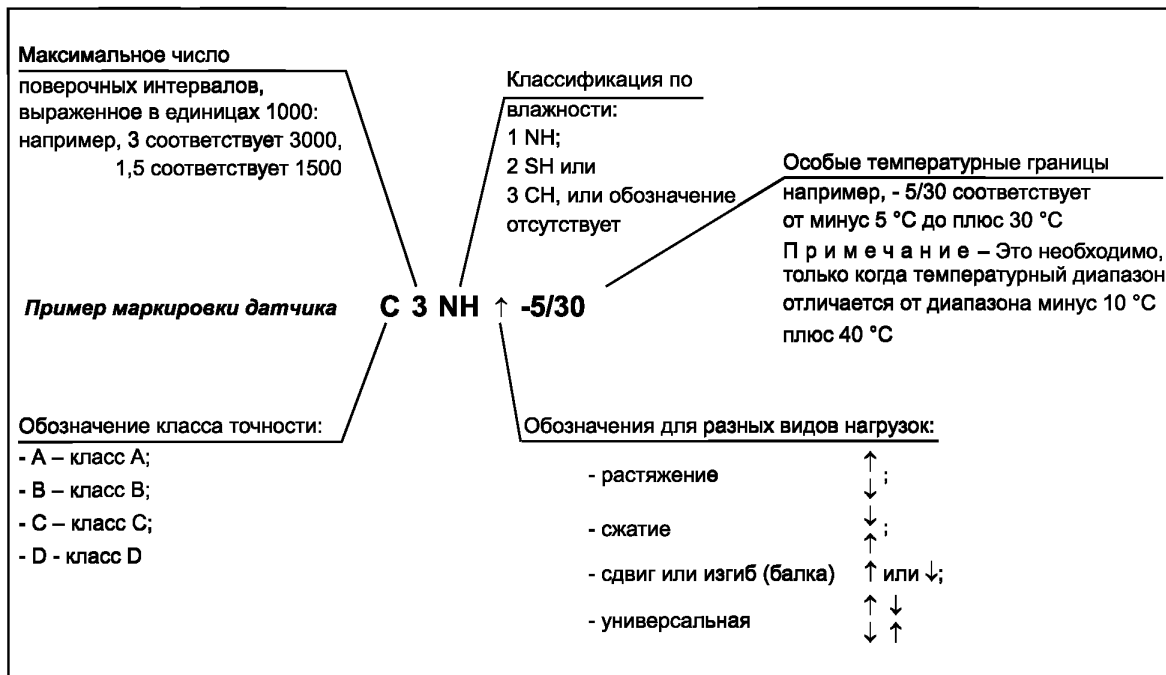 Максимальное число
поверочных интервалов,
выраженное в единицах 1000:
например, 3 соответствует 3000,
1,5 соответствует 1500
Классификация по
влажности:
1 NH;
2 SH или
3 CH, или обозначение
отсутствует
Особые температурные границы
например, - 5/30 соответствует
от минус 5 °C до плюс 30 °C
П р и м е ч а н и е – Это необходимо,
только когда температурный диапазон
отличается от диапазона минус 10 °C
плюс 40 °C
Пример маркировки датчика C 3 NH ↑ -5/30
Обозначение класса точности:
- A – класс A;
- B – класс B;
- C – класс C;
- D - класс D
Обозначения для разных видов нагрузок:
- растяжение ↑
↓ ;
- сжатие ↓
↑ ;
- сдвиг или изгиб (балка) ↑ или ↓;
- универсальная ↑ ↓
↓ ↑